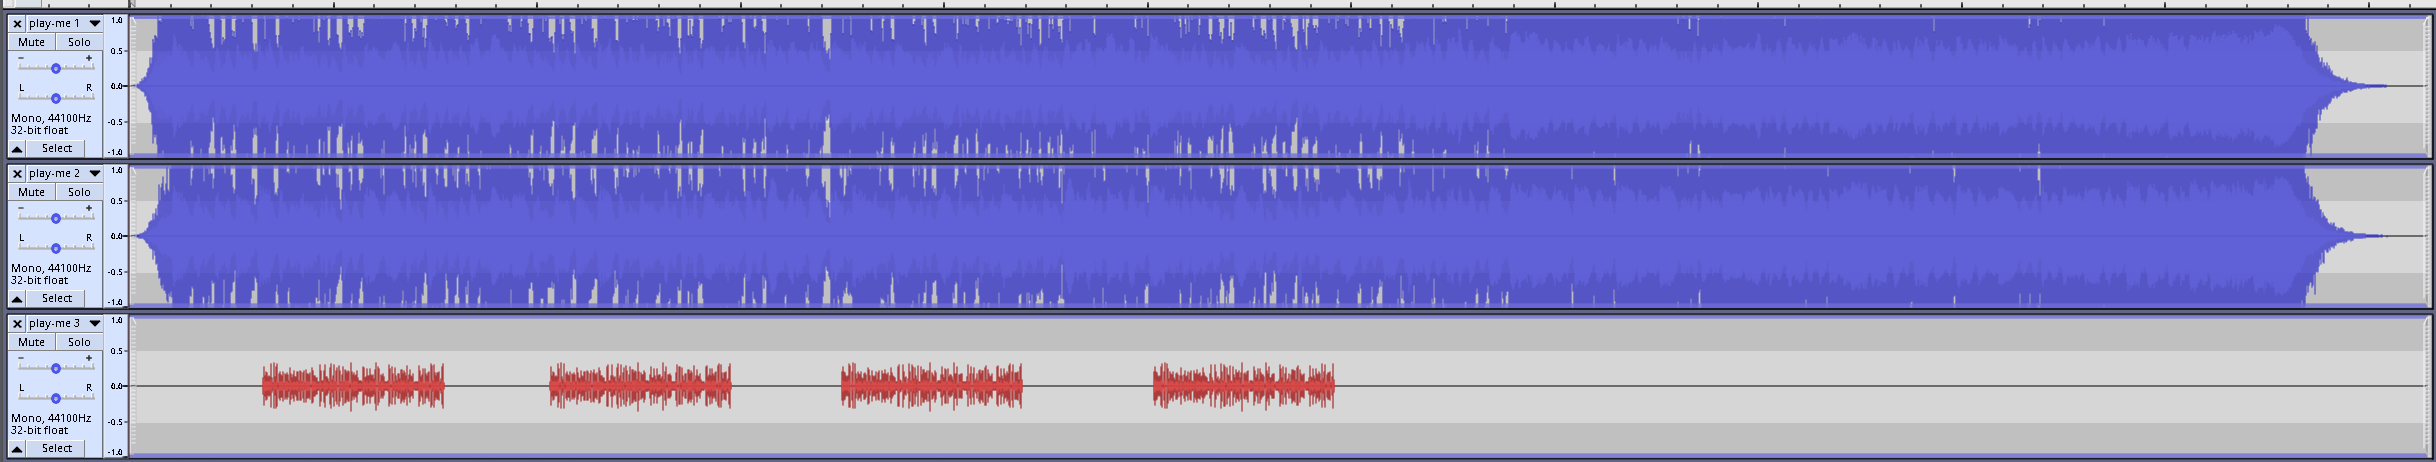 play-me 1
Mute Solo
- +
L R
Mono, 44100Hz
32-bit float
Select
1.0
0.5
0.0
-0.5
-1.0
play-me 2
Mute Solo
- +
L R
Mono, 44100Hz
32-bit float
Select
1.0
0.5
0.0
-0.5
-1.0
play-me 3
Mute Solo
- +
L R
Mono, 44100Hz
32-bit float
Select
1.0
0.5
0.0
-0.5
-1.0